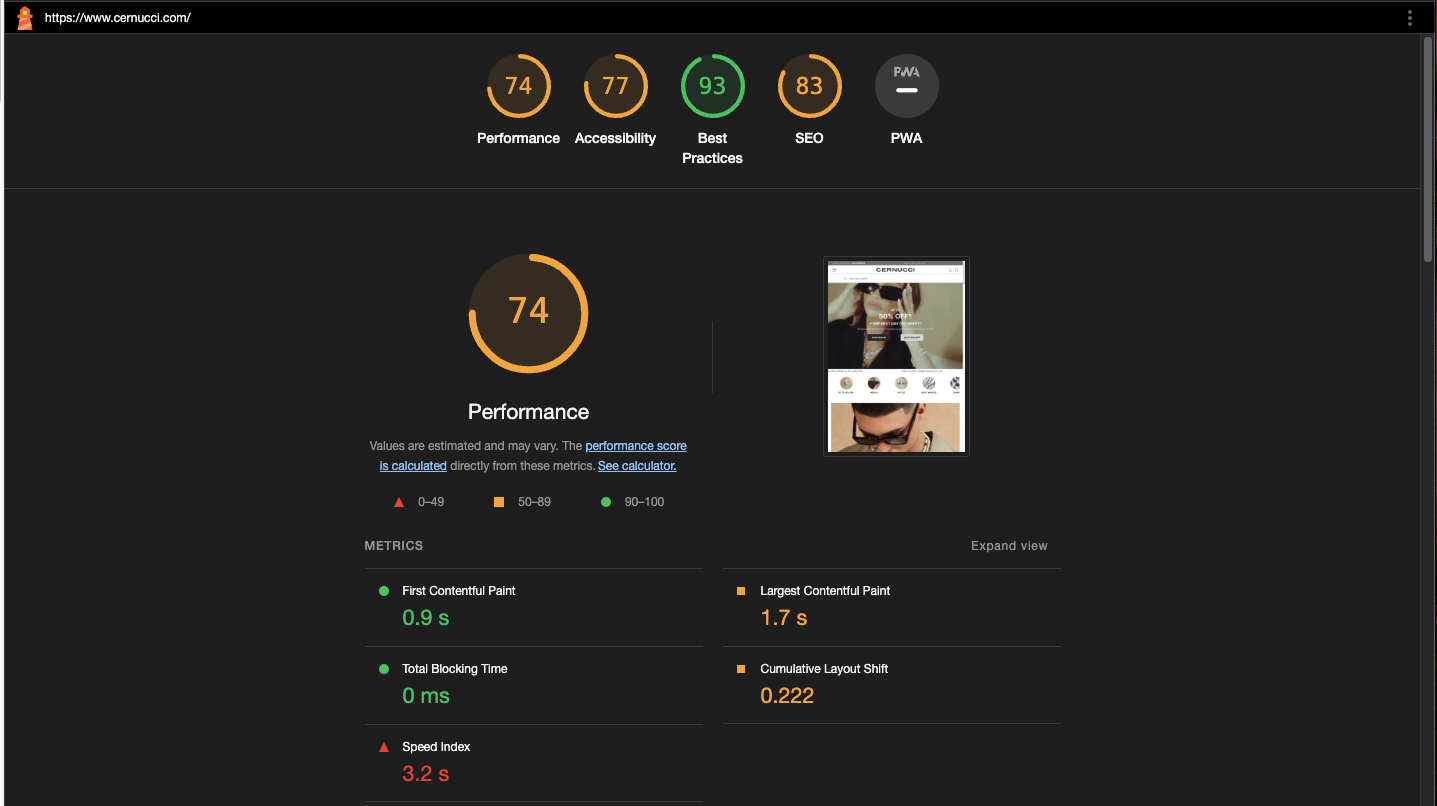 https://www.cernucci.com/
74
77
93
83
PWA
Performance
Accessibility
Best
Practices
SEO
PWA
74
Performance
Values are estimated and may vary. The performance score
is calculated directly from these metrics. See calculator.
0–49
50–89
90–100
CERNUCCI
50% OFF*
METRICS
Expand view
First Contentful Paint
0.9 s
Largest Contentful Paint
1.7 s
Total Blocking Time
0 ms
Cumulative Layout Shift
0.222
Speed Index
3.2 s